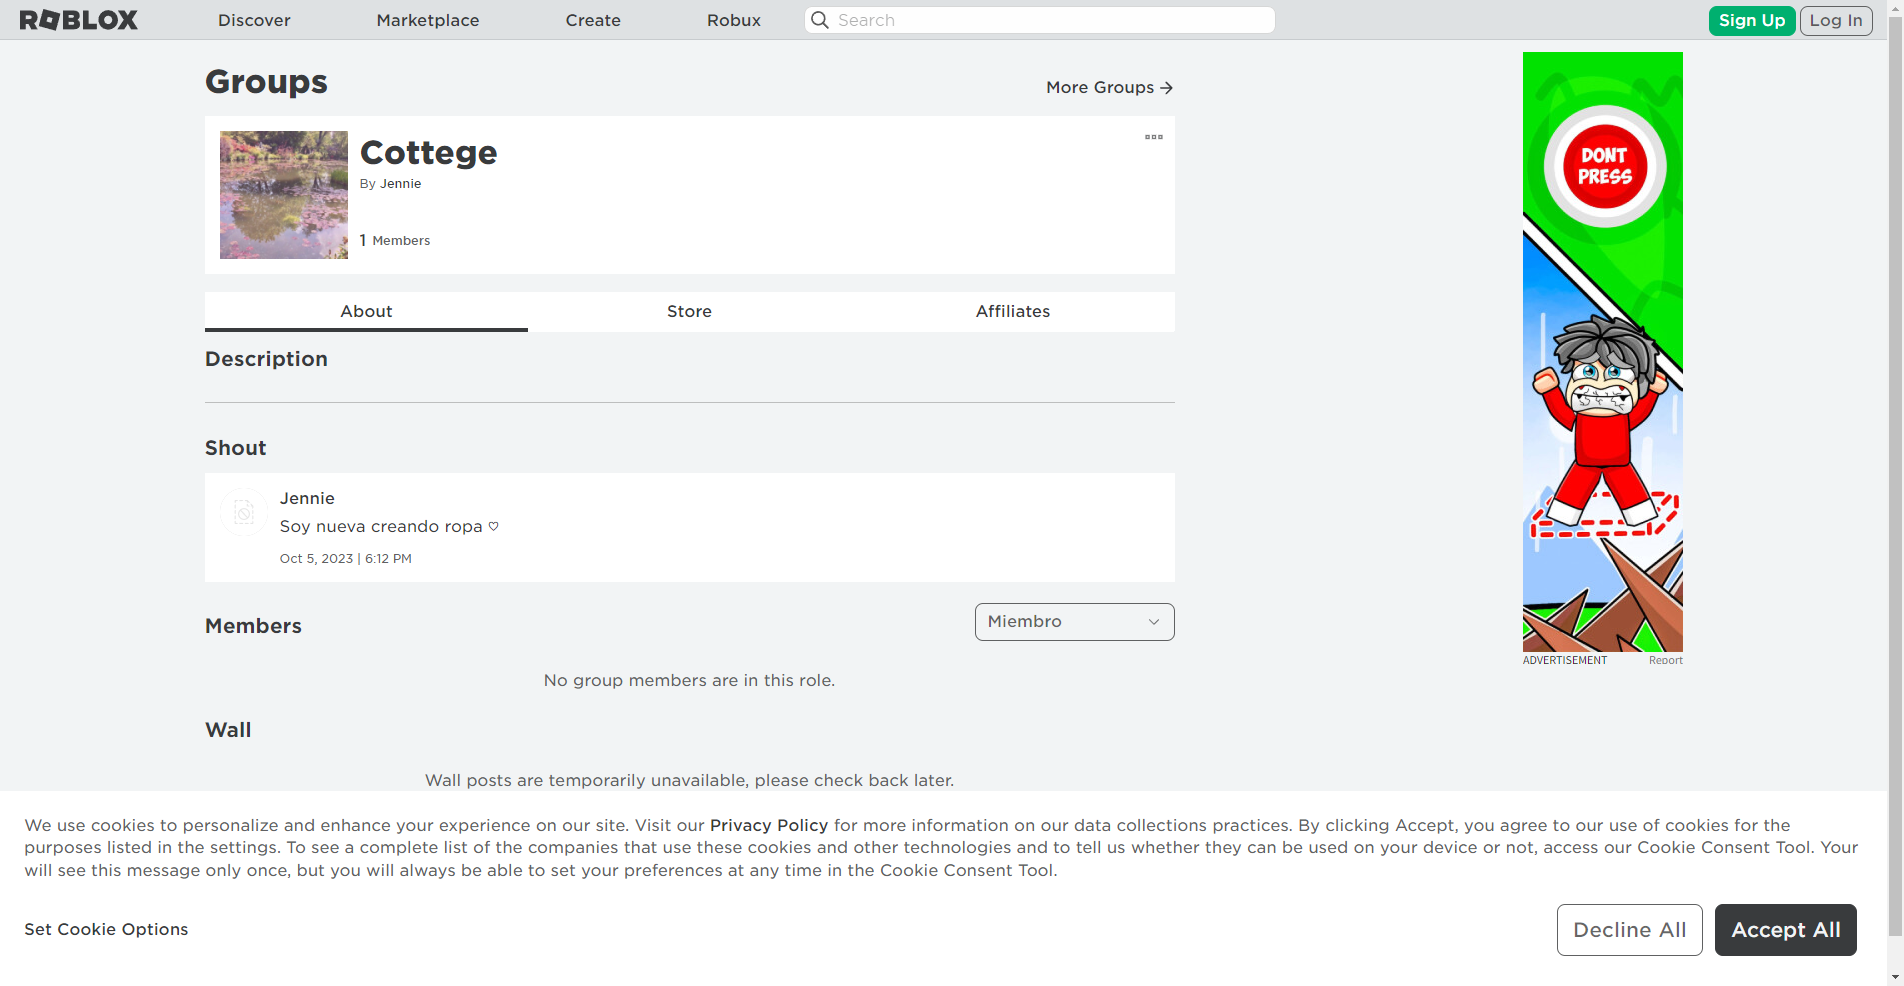 ROBLOX
Discover
Marketplace
Create
Robux
Search
Sign Up
Log In
Groups
More Groups →
Cottege
By Jennie
1 Members
About
Store
Affiliates
Description
Shout
Jennie
Soy nueva creando ropa ♡
Oct 5, 2023 | 6:12 PM
Members
Miembro
No group members are in this role.
Wall
Wall posts are temporarily unavailable, please check back later.
DONT
PRESS
ADVERTISEMENT
Report
We use cookies to personalize and enhance your experience on our site. Visit our Privacy Policy for more information on our data collections practices. By clicking Accept, you agree to our use of cookies for the
purposes listed in the settings. To see a complete list of the companies that use these cookies and other technologies and to tell us whether they can be used on your device or not, access our Cookie Consent Tool. Your
will see this message only once, but you will always be able to set your preferences at any time in the Cookie Consent Tool.
Set Cookie Options
Decline All
Accept All